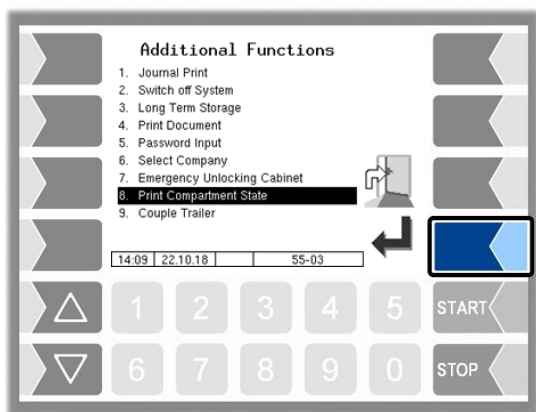 Additional Functions
1. Journal Print
2. Switch off System
3. Long Term Storage
4. Print Document
5. Password Input
6. Select Company
7. Emergency Unlocking Cabinet
8. Print Compartment State
9. Couple Trailer
14:09 22.10.18 55-03
1 2 3 4 5 START
6 7 8 9 0 STOP